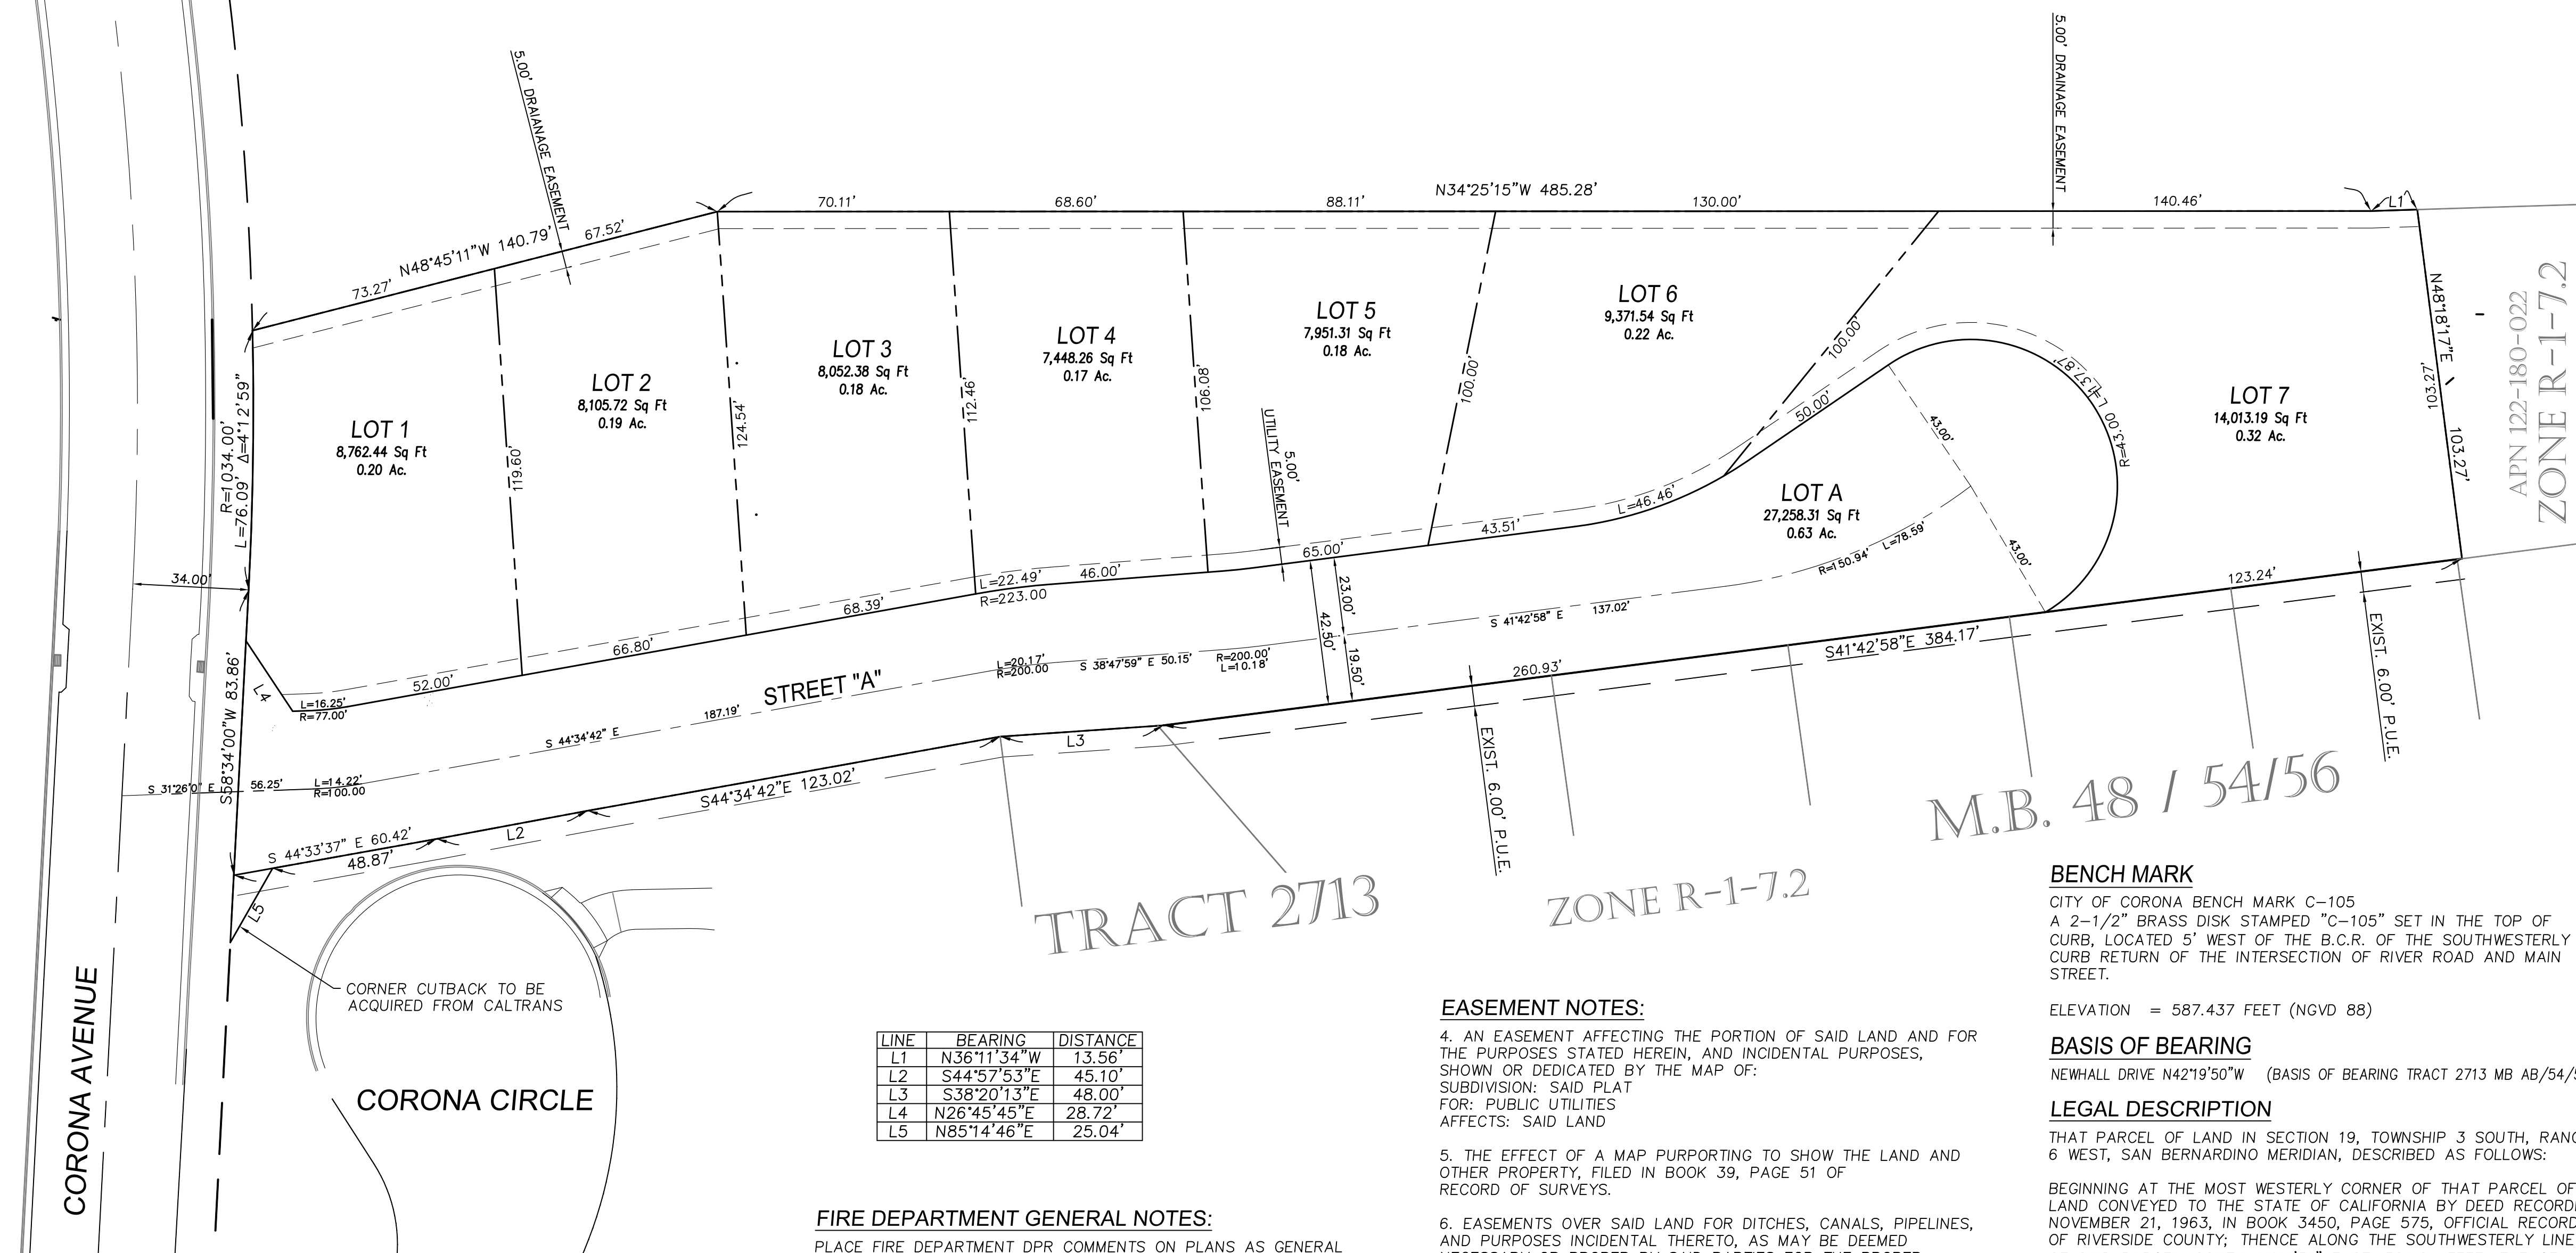 5.00' DRAIANAGE EASEMENT
5.00' DRAINAGE EASEMENT
N34°25'15"W 485.28'
70.11'
68.60'
88.11'
130.00'
140.46'
L1
N48°45'11"W 140.79'
67.52'
73.27'
LOT 1
8,762.44 Sq Ft
0.20 Ac.
LOT 2
8,105.72 Sq Ft
0.19 Ac.
LOT 3
8,052.38 Sq Ft
0.18 Ac.
LOT 4
7,448.26 Sq Ft
0.17 Ac.
LOT 5
7,951.31 Sq Ft
0.18 Ac.
LOT 6
9,371.54 Sq Ft
0.22 Ac.
LOT 7
14,013.19 Sq Ft
0.32 Ac.
LOT A
27,258.31 Sq Ft
0.63 Ac.
R=1034.00'
L=76.09' Δ=4°12'59"
119.60'
124.54'
112.46'
106.08'
100.00'
100.00'
50.00'
R=43.00 L=137.87'
43.00'
43.00'
N48°18'17"E
103.27'
103.27'
APN 122-180-022
ZONE R-1-7.2
5.00'
UTILITY EASEMENT
34.00'
L4
L=16.25'
R=77.00'
52.00'
66.80'
68.39'
L=22.49'
R=223.00
46.00'
65.00'
43.51'
L=46.46'
23.00'
42.50'
19.50'
S58°34'00"W 83.86'
S 31°26'0" E
56.25'
L=14.22'
R=100.00
S 44°34'42" E
187.19'
STREET "A"
L=20.17'
R=200.00
S 38°47'59" E 50.15'
R=200.00'
L=10.18'
S 41°42'58" E
137.02'
R=150.94'
L=78.59'
123.24'
260.93'
S41°42'58"E 384.17'
EXIST. 6.00' P.U.E.
EXIST. 6.00' P.U.E.
L3
S44°34'42"E 123.02'
L2
S 44°33'37" E 60.42'
48.87'
L5
CORNER CUTBACK TO BE
ACQUIRED FROM CALTRANS
CORONA AVENUE
CORONA CIRCLE
TRACT 2713
ZONE R-1-7.2
M.B. 48 / 54/56
LINE BEARING DISTANCE
L1 N36°11'34"W 13.56'
L2 S44°57'53"E 45.10'
L3 S38°20'13"E 48.00'
L4 N26°45'45"E 28.72'
L5 N85°14'46"E 25.04'
FIRE DEPARTMENT GENERAL NOTES:
PLACE FIRE DEPARTMENT DPR COMMENTS ON PLANS AS GENERAL
EASEMENT NOTES:
4. AN EASEMENT AFFECTING THE PORTION OF SAID LAND AND FOR
THE PURPOSES STATED HEREIN, AND INCIDENTAL PURPOSES,
SHOWN OR DEDICATED BY THE MAP OF:
SUBDIVISION: SAID PLAT
FOR: PUBLIC UTILITIES
AFFECTS: SAID LAND
5. THE EFFECT OF A MAP PURPORTING TO SHOW THE LAND AND
OTHER PROPERTY, FILED IN BOOK 39, PAGE 51 OF
RECORD OF SURVEYS.
6. EASEMENTS OVER SAID LAND FOR DITCHES, CANALS, PIPELINES,
AND PURPOSES INCIDENTAL THERETO, AS MAY BE DEEMED
BENCH MARK
CITY OF CORONA BENCH MARK C-105
A 2-1/2" BRASS DISK STAMPED "C-105" SET IN THE TOP OF
CURB, LOCATED 5' WEST OF THE B.C.R. OF THE SOUTHWESTERLY
CURB RETURN OF THE INTERSECTION OF RIVER ROAD AND MAIN
STREET.
ELEVATION = 587.437 FEET (NGVD 88)
BASIS OF BEARING
NEWHALL DRIVE N42°19'50"W (BASIS OF BEARING TRACT 2713 MB AB/54/5
LEGAL DESCRIPTION
THAT PARCEL OF LAND IN SECTION 19, TOWNSHIP 3 SOUTH, RANG
6 WEST, SAN BERNARDINO MERIDIAN, DESCRIBED AS FOLLOWS:
BEGINNING AT THE MOST WESTERLY CORNER OF THAT PARCEL OF
LAND CONVEYED TO THE STATE OF CALIFORNIA BY DEED RECORDE
NOVEMBER 21, 1963, IN BOOK 3450, PAGE 575, OFFICIAL RECORD
OF RIVERSIDE COUNTY; THENCE ALONG THE SOUTHWESTERLY LINE